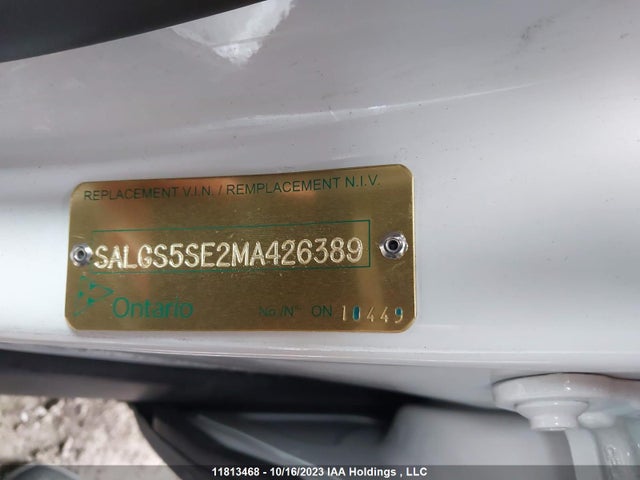 REPLACEMENT V.I.N. / REMPLACEMENT N.I.V.
SALGS5SE2MA426389
Ontario No./N° ON 10449
11813468 - 10/16/2023 IAA Holdings , LLC